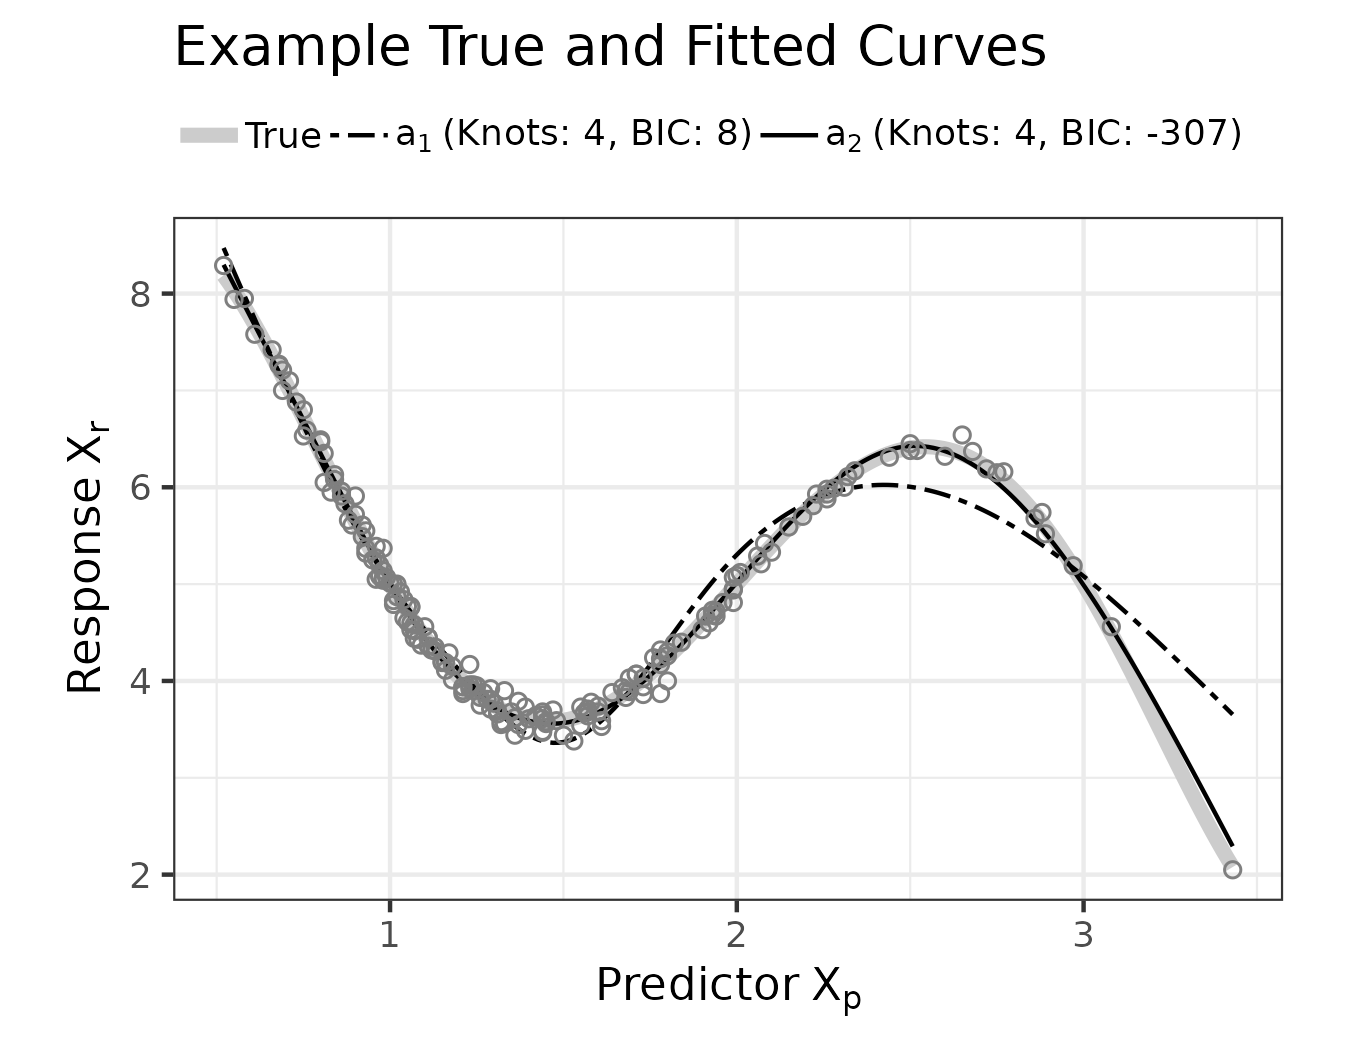 Example True and Fitted Curves
True a₁ (Knots: 4, BIC: 8) a₂ (Knots: 4, BIC: -307)
8
6
4
2
Response Xᵣ
1 2 3
Predictor Xₚ